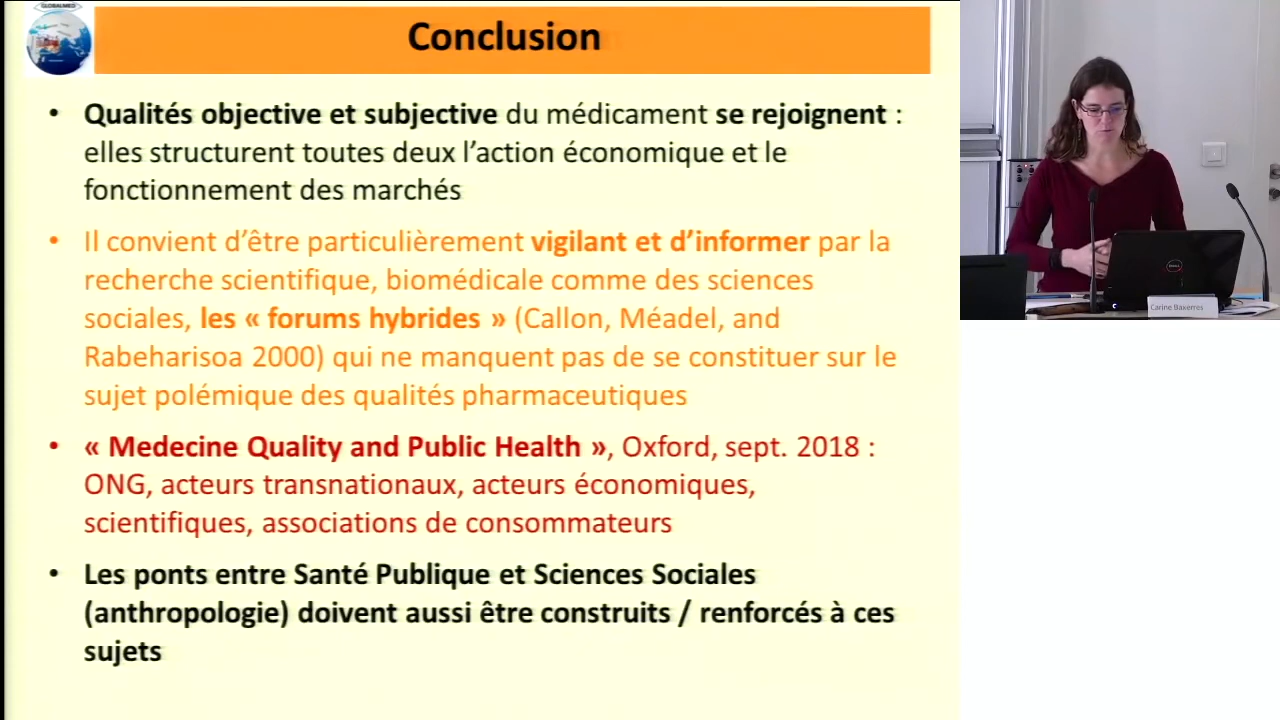 GLOBALMED
Conclusion
• Qualités objective et subjective du médicament se rejoignent :
elles structurent toutes deux l’action économique et le
fonctionnement des marchés
• Il convient d’être particulièrement vigilant et d’informer par la
recherche scientifique, biomédicale comme des sciences
sociales, les « forums hybrides » (Callon, Méadel, and
Rabeharisoa 2000) qui ne manquent pas de se constituer sur le
sujet polémique des qualités pharmaceutiques
• « Medecine Quality and Public Health », Oxford, sept. 2018 :
ONG, acteurs transnationaux, acteurs économiques,
scientifiques, associations de consommateurs
• Les ponts entre Santé Publique et Sciences Sociales
(anthropologie) doivent aussi être construits / renforcés à ces
sujets
DELL
Carine Baxerres